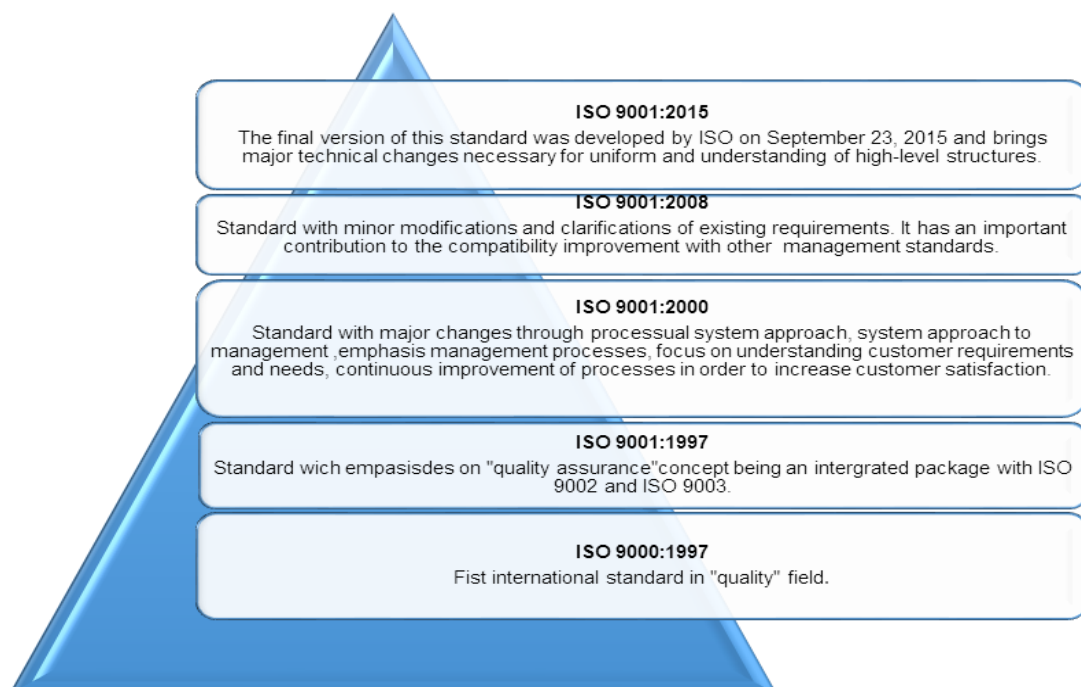 ISO 9001:2015
The final version of this standard was developed by ISO on September 23, 2015 and brings
major technical changes necessary for uniform and understanding of high-level structures.
ISO 9001:2008
Standard with minor modifications and clarifications of existing requirements. It has an important
contribution to the compatibility improvement with other management standards.
ISO 9001:2000
Standard with major changes through processual system approach, system approach to
management ,emphasis management processes, focus on understanding customer requirements
and needs, continuous improvement of processes in order to increase customer satisfaction.
ISO 9001:1997
Standard wich empasisdes on "quality assurance"concept being an intergrated package with ISO
9002 and ISO 9003.
ISO 9000:1997
Fist international standard in "quality" field.